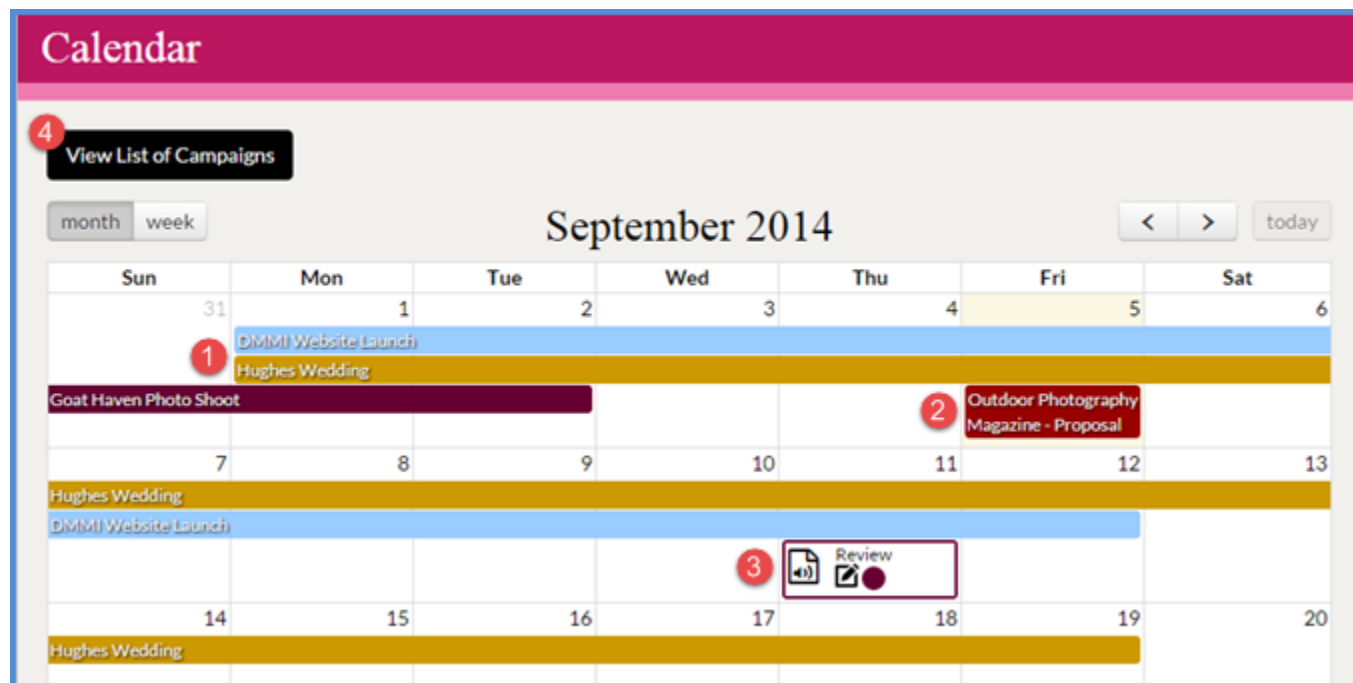 Calendar
4
View List of Campaigns
month week September 2014 < > today
Sun Mon Tue Wed Thu Fri Sat
31 1 2 3 4 5 6
DMMI Website Launch
1
Hughes Wedding
Goat Haven Photo Shoot
2
Outdoor Photography
Magazine - Proposal
7 8 9 10 11 12 13
Hughes Wedding
DMMI Website Launch
3
Review
14 15 16 17 18 19 20
Hughes Wedding